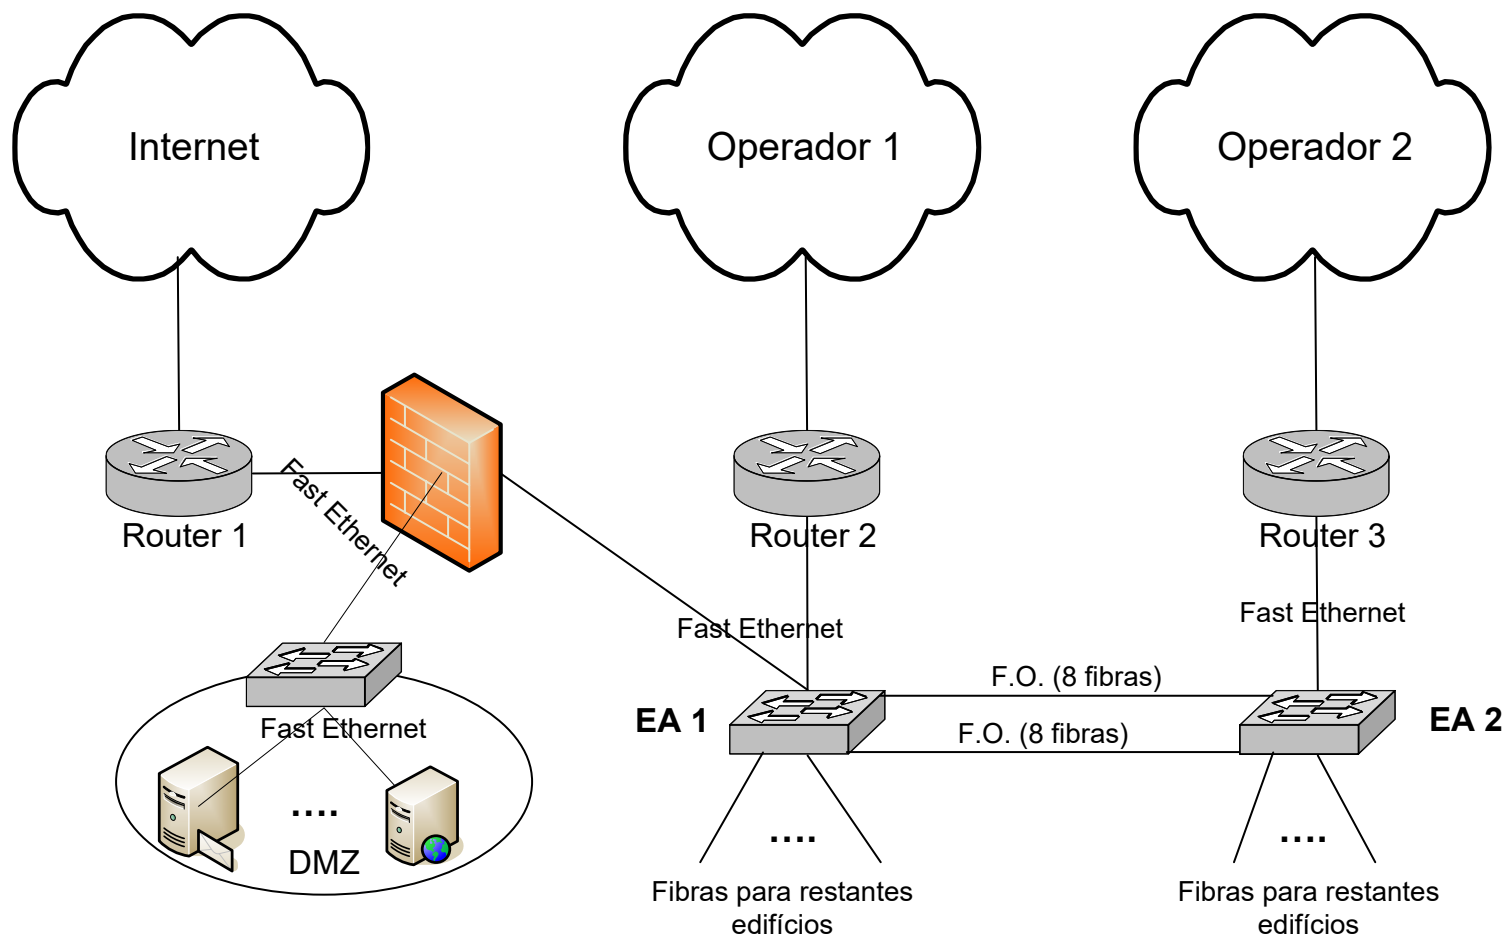 Internet
Operador 1
Operador 2
Fast Ethernet
Router 1
Router 2
Router 3
Fast Ethernet
Fast Ethernet
F.O. (8 fibras)
EA 1
EA 2
Fast Ethernet
F.O. (8 fibras)
....
....
....
DMZ
Fibras para restantes
edifícios
Fibras para restantes
edifícios